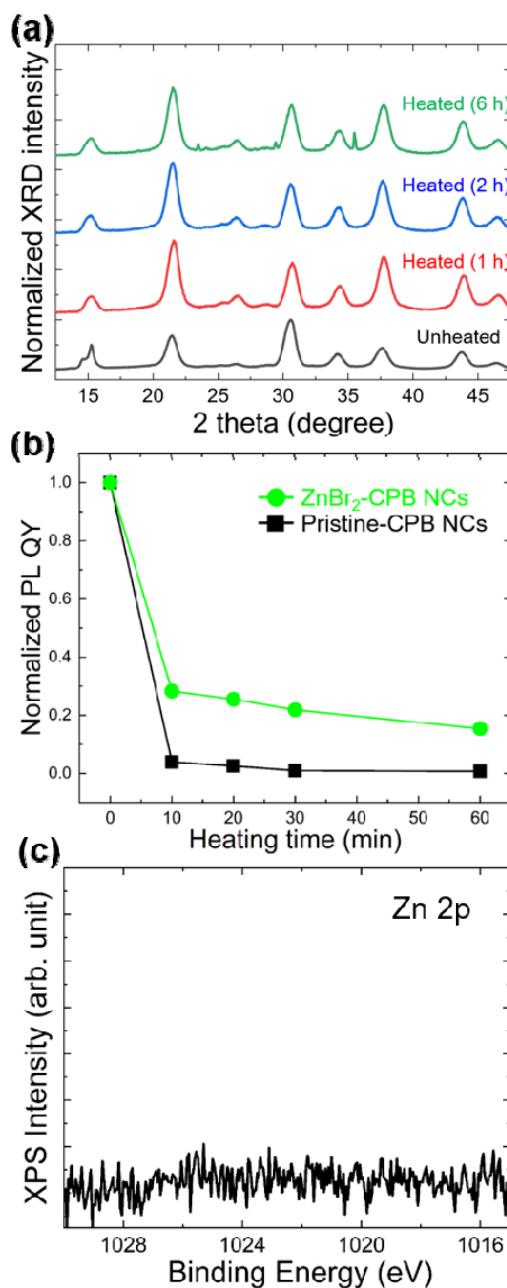 (a)
Normalized XRD intensity
Heated (6 h)
Heated (2 h)
Heated (1 h)
Unheated
15 20 25 30 35 40 45
2 theta (degree)
(b)
Normalized PL QY
1.0
0.8
0.6
0.4
0.2
0.0
ZnBr₂-CPB NCs
Pristine-CPB NCs
0 10 20 30 40 50 60
Heating time (min)
(c)
XPS Intensity (arb. unit)
Zn 2p
1028 1024 1020 1016
Binding Energy (eV)